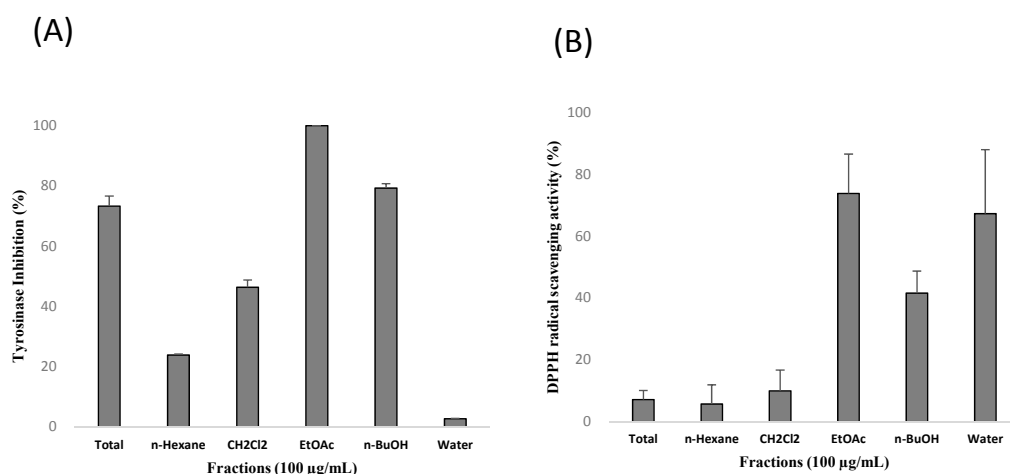 (A)
Tyrosinase Inhibition (%)
100
80
60
40
20
0
Total n-Hexane CH2Cl2 EtOAc n-BuOH Water
Fractions (100 µg/mL)
(B)
DPPH radical scavenging activity (%)
100
80
60
40
20
0
Total n-Hexane CH2Cl2 EtOAc n-BuOH Water
Fractions (100 µg/mL)